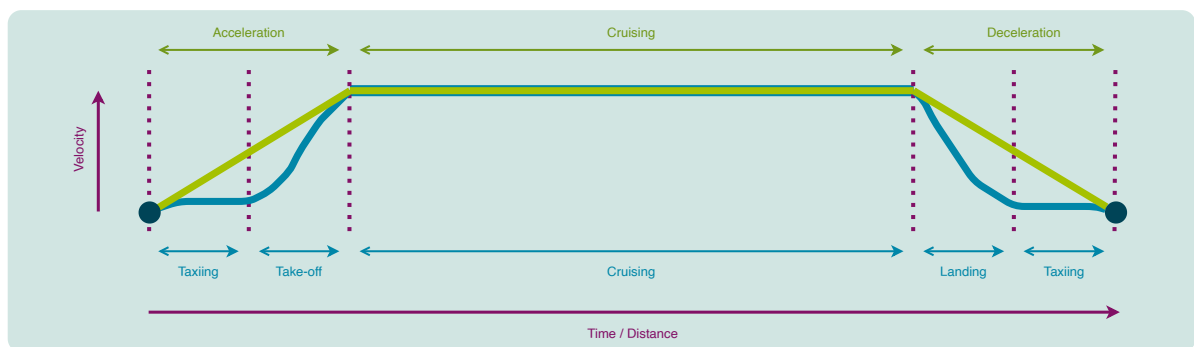 Acceleration
Cruising
Deceleration
Velocity
Taxiing
Take-off
Cruising
Landing
Taxiing
Time / Distance